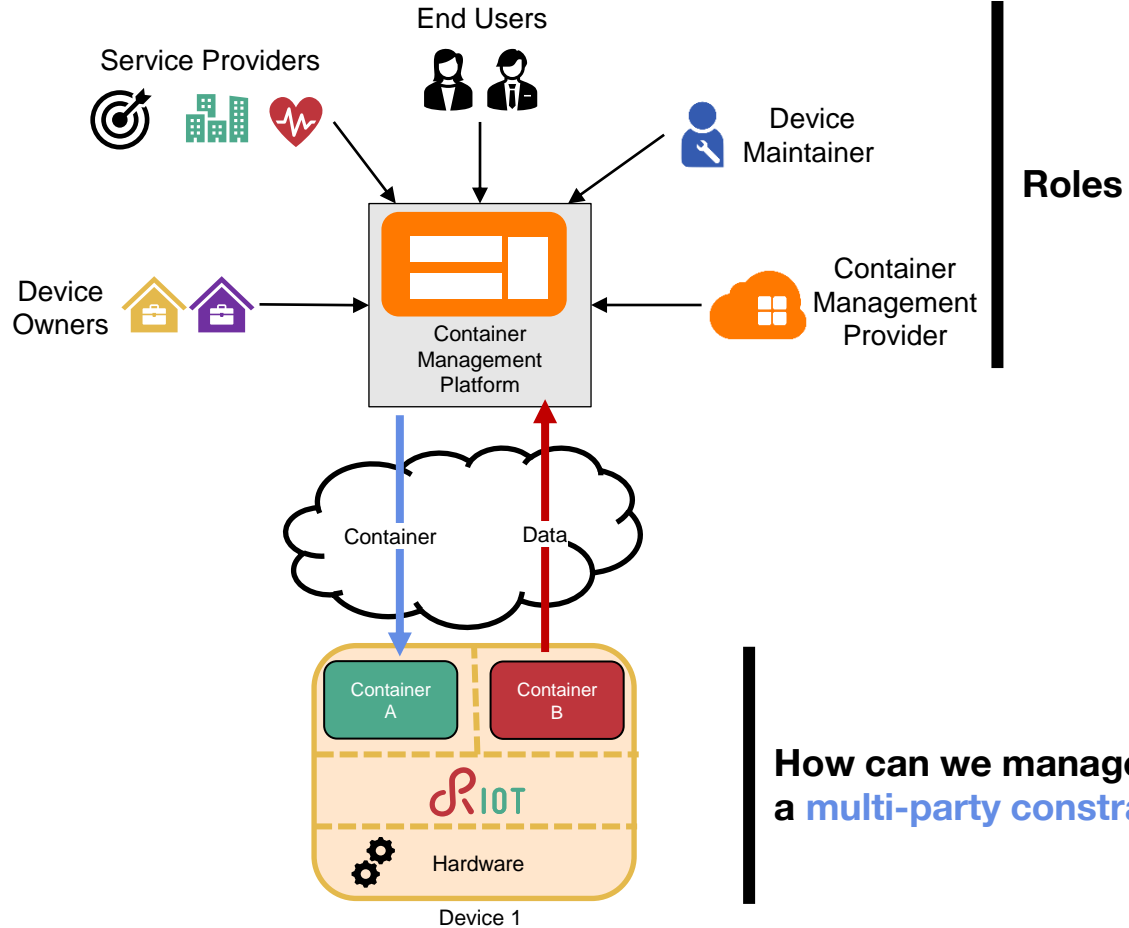 End Users
Service Providers
Device
Maintainer
Roles
Device
Owners
Container
Management
Provider
Container
Management
Platform
Container
Data
Container
A
Container
B
RIOT
Hardware
Device 1
How can we manage
a multi-party constra